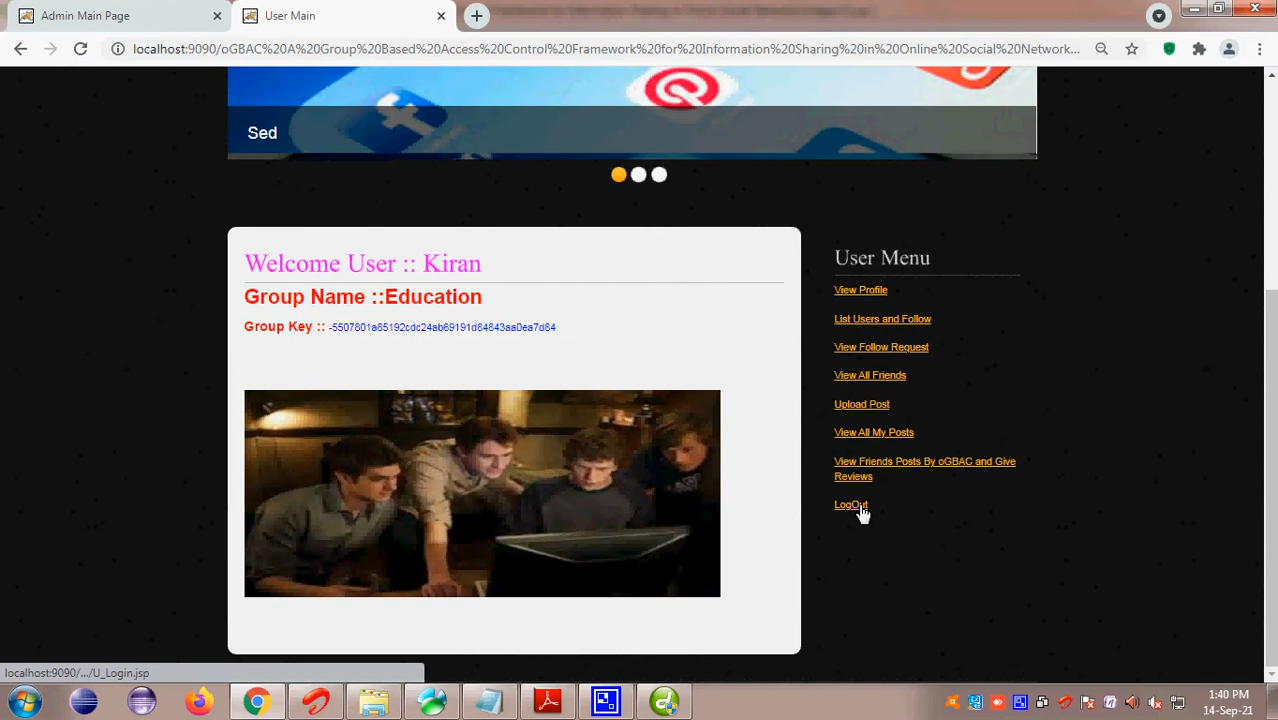 Admin Main Page
User Main
localhost:9090/oGBAC%20A%20Group%20Based%20Access%20Control%20Framework%20for%20Information%20Sharing%20in%20Online%20Social%20Network...
Sed
Welcome User :: Kiran
Group Name ::Education
Group Key :: -5507801a85192cdc24ab69191d84843aa0ea7d84
User Menu
View Profile
List Users and Follow
View Follow Request
View All Friends
Upload Post
View All My Posts
View Friends Posts By oGBAC and Give
Reviews
LogOut
localhost:9090/.../U_Login.jsp
1:40 PM
14-Sep-21